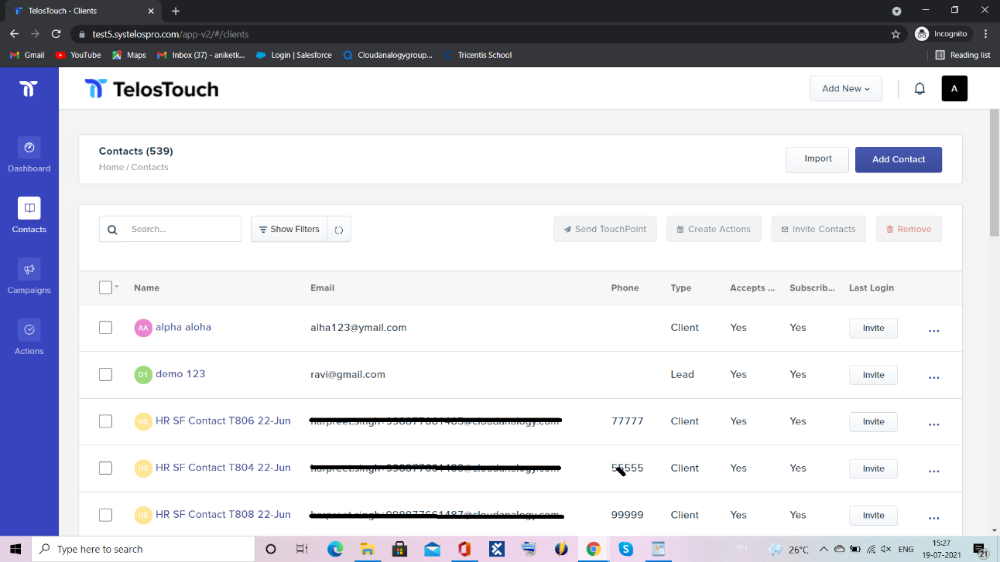 TelosTouch - Clients
test5.systelospro.com/app-v2/#/clients
Incognito
Gmail YouTube Maps Inbox (37) - aniketk... Login | Salesforce Cloudanalogygroup... Tricentis School Reading list
TelosTouch Add New A
Contacts (539)
Home / Contacts
Import Add Contact
Dashboard
Contacts
Campaigns
Actions
Search... Show Filters Send TouchPoint Create Actions Invite Contacts Remove
Name Email Phone Type Accepts ... Subscrib... Last Login
AA alpha aloha alha123@ymail.com Client Yes Yes Invite ...
D1 demo 123 ravi@gmail.com Lead Yes Yes Invite ...
HS HR SF Contact T806 22-Jun 77777 Client Yes Yes Invite ...
HS HR SF Contact T804 22-Jun 55555 Client Yes Yes Invite ...
HS HR SF Contact T808 22-Jun 99999 Client Yes Yes Invite ...
Type here to search EN 26°C ENG 15:27
19-07-2021 21